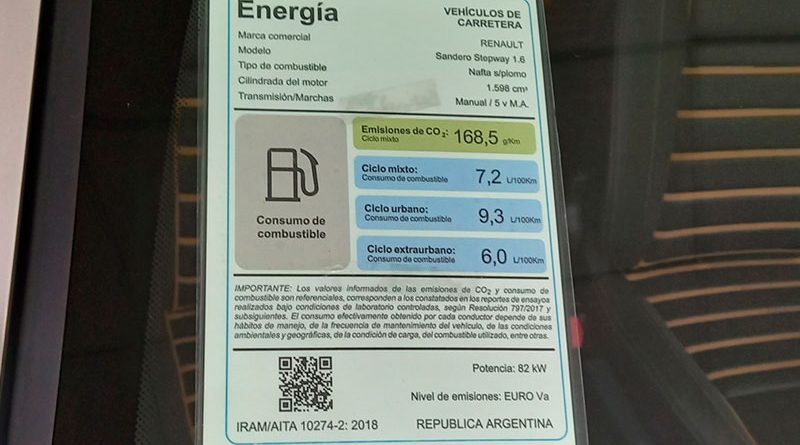 Energía
VEHÍCULOS DE
CARRETERA
Marca comercial RENAULT
Modelo Sandero Stepway 1.6
Tipo de combustible Nafta s/plomo
Cilindrada del motor 1.598 cm³
Transmisión/Marchas Manual / 5 v M.A.
Emisiones de CO₂:
Ciclo mixto
168,5 g/Km
Consumo de
combustible
Ciclo mixto:
Consumo de combustible
7,2 L/100Km
Ciclo urbano:
Consumo de combustible
9,3 L/100Km
Ciclo extraurbano:
Consumo de combustible
6,0 L/100Km
IMPORTANTE: Los valores informados de las emisiones de CO₂ y consumo de
combustible son referenciales, corresponden a los constatados en los reportes de ensayos
realizados bajo condiciones de laboratorio controladas, según Resolución 797/2017 y
subsiguientes. El consumo efectivamente obtenido por cada conductor depende de sus
hábitos de manejo, de la frecuencia de mantenimiento del vehículo, de las condiciones
ambientales y geográficas, de la condición de carga, del combustible utilizado, entre otras.
Potencia: 82 kW
Nivel de emisiones: EURO Va
IRAM/AITA 10274-2: 2018 REPUBLICA ARGENTINA